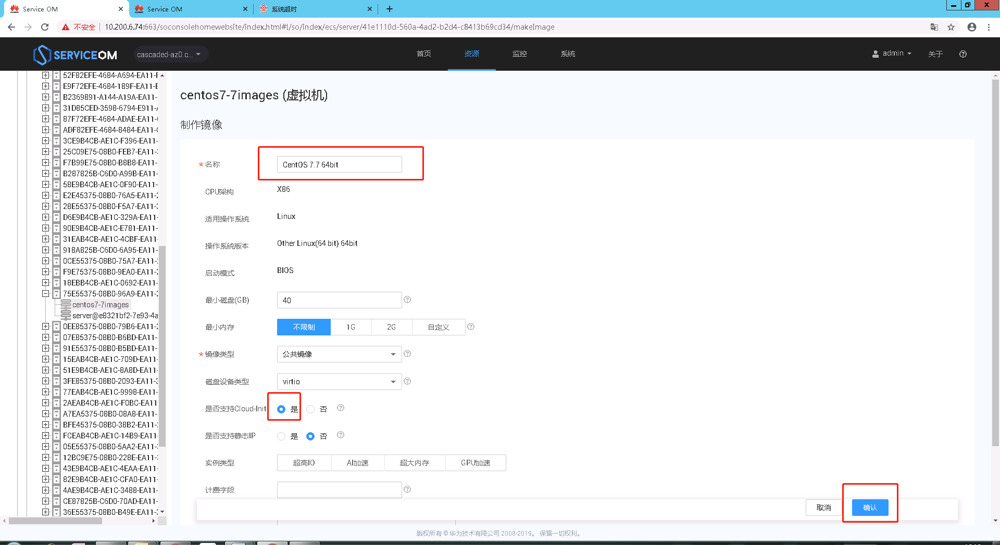 Service OM
Service OM
系统超时
不安全
10.200.6.74:663/soconsolehomewebsite/index.html#!/so/index/ecs/server/41e1110d-560a-4ad2-b2d4-c8413b69cd34/makeImage
SERVICEOM
cascaded-az0.c...
首页
资源
监控
系统
admin
关于
52F82EFE-4684-A694-EA11-F
E9F72EFE-4684-189F-EA11-E
B2369891-A144-A19A-EA11-
31D85CED-3598-6794-E911-A
87F72EFE-4684-ADAE-EA11-
ADF82EFE-4684-8484-EA11-
3CE9B4CB-AE1C-F396-EA11-
25C09E75-08B0-FEB7-EA11-
F7B99E75-08B0-B8B8-EA11-
B287825B-C6D0-A99B-EA11-
58E9B4CB-AE1C-0F90-EA11-
E2E45375-08B0-76A5-EA11-2
28E55375-08B0-F5A7-EA11-
D6E9B4CB-AE1C-329A-EA11-
90E9B4CB-AE1C-E781-EA11-
31EAB4CB-AE1C-4CBF-EA11-
918A825B-C6D0-6A95-EA11-
0CE55375-08B0-75A7-EA11-
F9E75375-08B0-9EA0-EA11-2
18EBB4CB-AE1C-0692-EA11-
75E55375-08B0-96A9-EA11-2
centos7-7images
server@e8321bf2-7e93-4a
0EE85375-08B0-79B6-EA11-2
07E85375-08B0-B6BD-EA11-
91E55375-08B0-B5BD-EA11-
15EAB4CB-AE1C-709D-EA11-
51E9B4CB-AE1C-8A8D-EA11-
3FE85375-08B0-2093-EA11-3
77EAB4CB-AE1C-9998-EA11-
2AEAB4CB-AE1C-F0BC-EA11
A7EA5375-08B0-08A8-EA11-
BFE45375-08B0-38B2-EA11-
FCEAB4CB-AE1C-14B9-EA11-
05E55375-08B0-5AA2-EA11-
12BC9E75-08B0-228E-EA11-
43E9B4CB-AE1C-4EAA-EA11-
82E9B4CB-AE1C-CFA0-EA11-
4AE9B4CB-AE1C-3488-EA11-
CE87825B-C6D0-70AD-EA11-
36E55375-08B0-B49E-EA11-3
centos7-7images (虚拟机)
制作镜像
* 名称 CentOS 7.7 64bit
CPU架构 X86
适用操作系统 Linux
操作系统版本 Other Linux(64 bit) 64bit
启动模式 BIOS
最小磁盘(GB) 40
最小内存 不限制 1G 2G 自定义
* 镜像类型 公共镜像
磁盘设备类型 virtio
是否支持Cloud-Init 是 否
是否支持静态IP 是 否
实例类型 超高IO AI加速 超大内存 GPU加速
计费字段
取消 确认
版权所有 © 华为技术有限公司 2008-2019。 保留一切权利。